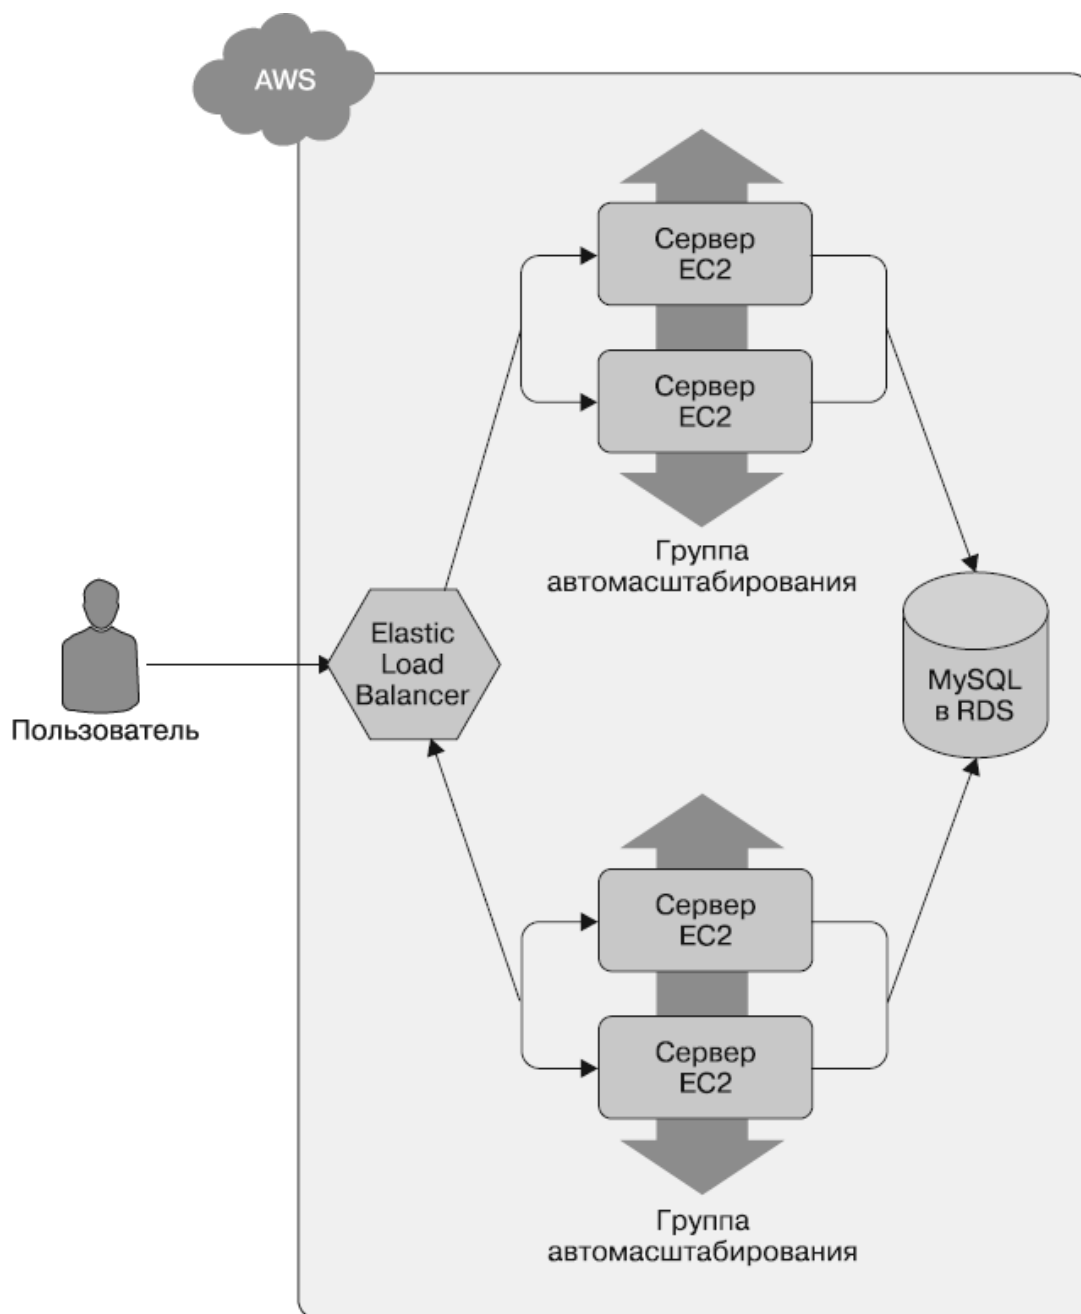 AWS
Сервер
EC2
Сервер
EC2
Группа
автомасштабирования
Elastic
Load
Balancer
MySQL
в RDS
Пользователь
Сервер
EC2
Сервер
EC2
Группа
автомасштабирования